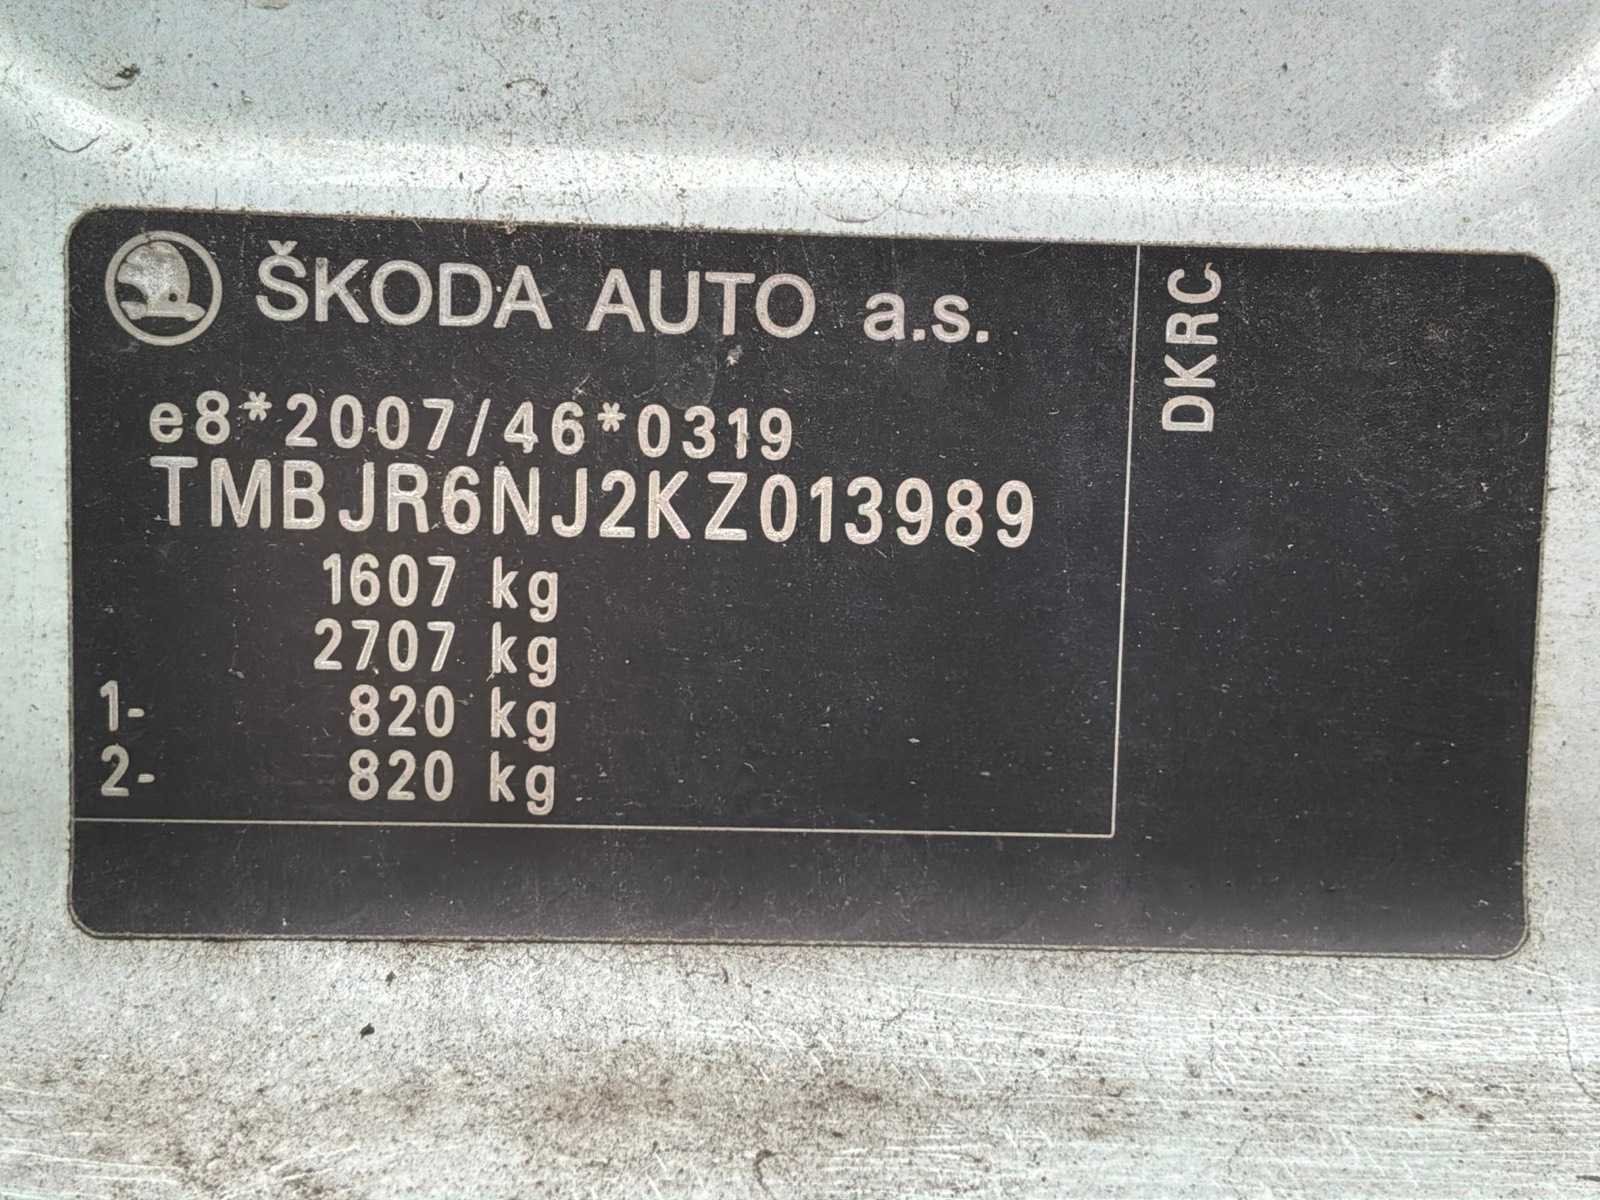 ŠKODA AUTO a.s.
e8*2007/46*0319
TMBJR6NJ2KZ013989
1607 kg
2707 kg
1- 820 kg
2- 820 kg
DKRC